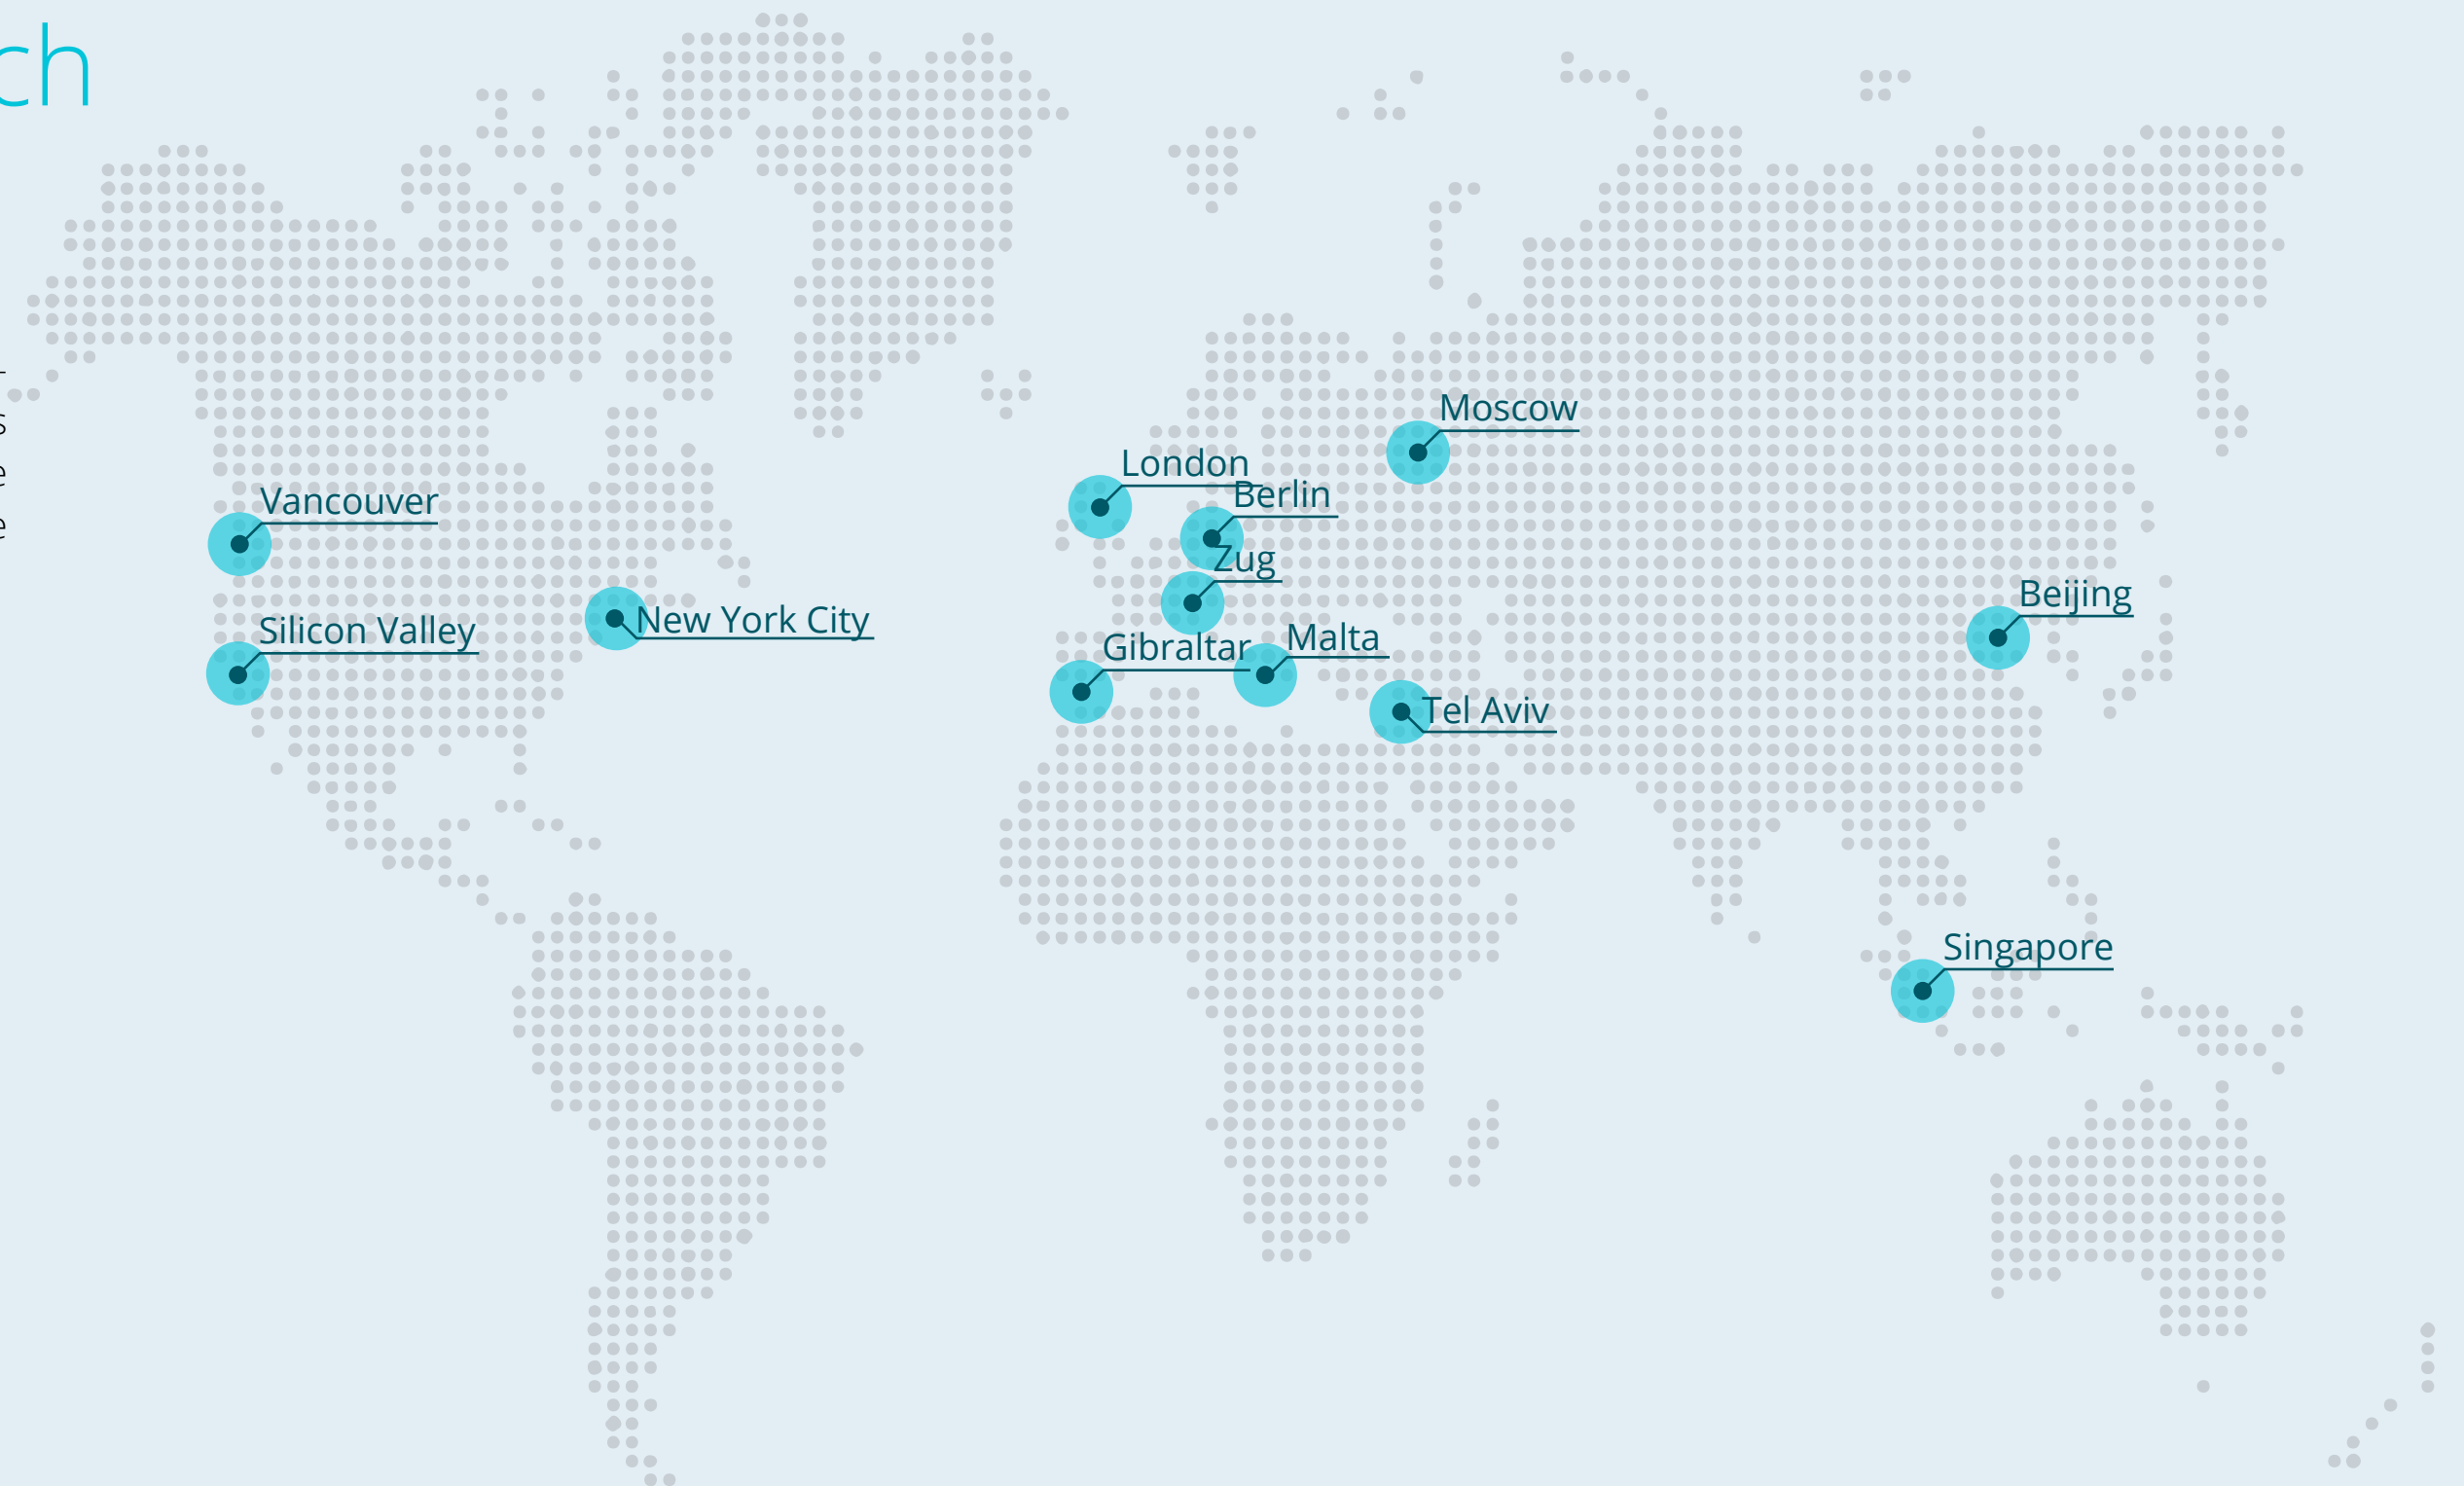 ch
s
e
e
Moscow
London
Berlin
Vancouver
Zug
Beijing
New York City
Silicon Valley
Gibraltar
Malta
Tel Aviv
Singapore